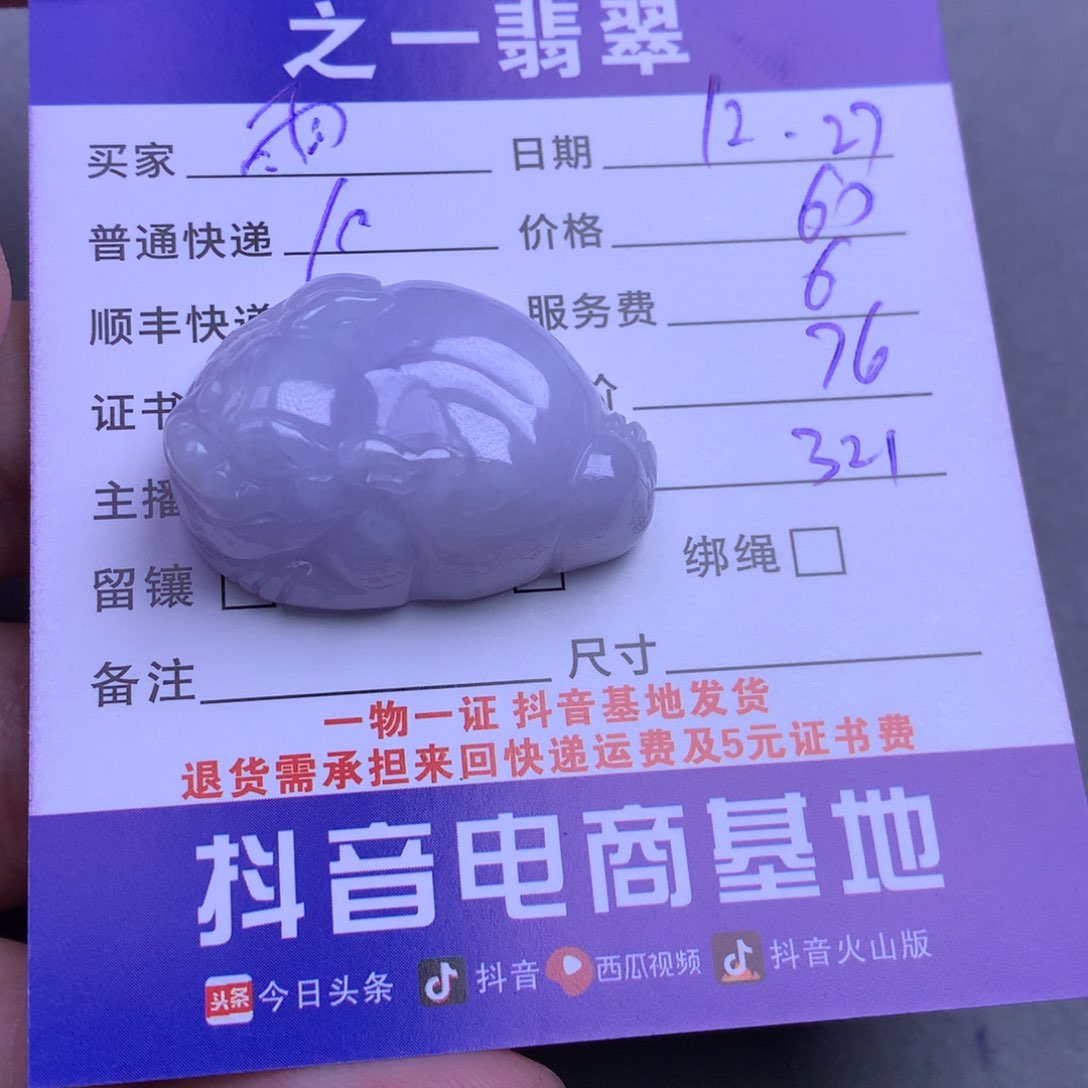 之一翡翠
买家 雨 日期 12.27
普通快递 10 价格 60
顺丰快递 服务费 6
证书 价 76
主播 321
留镶 绑绳
备注 尺寸
一物一证 抖音基地发货
退货需承担来回快递运费及5元证书费
抖音电商基地
头条 今日头条 抖音 西瓜视频 抖音火山版